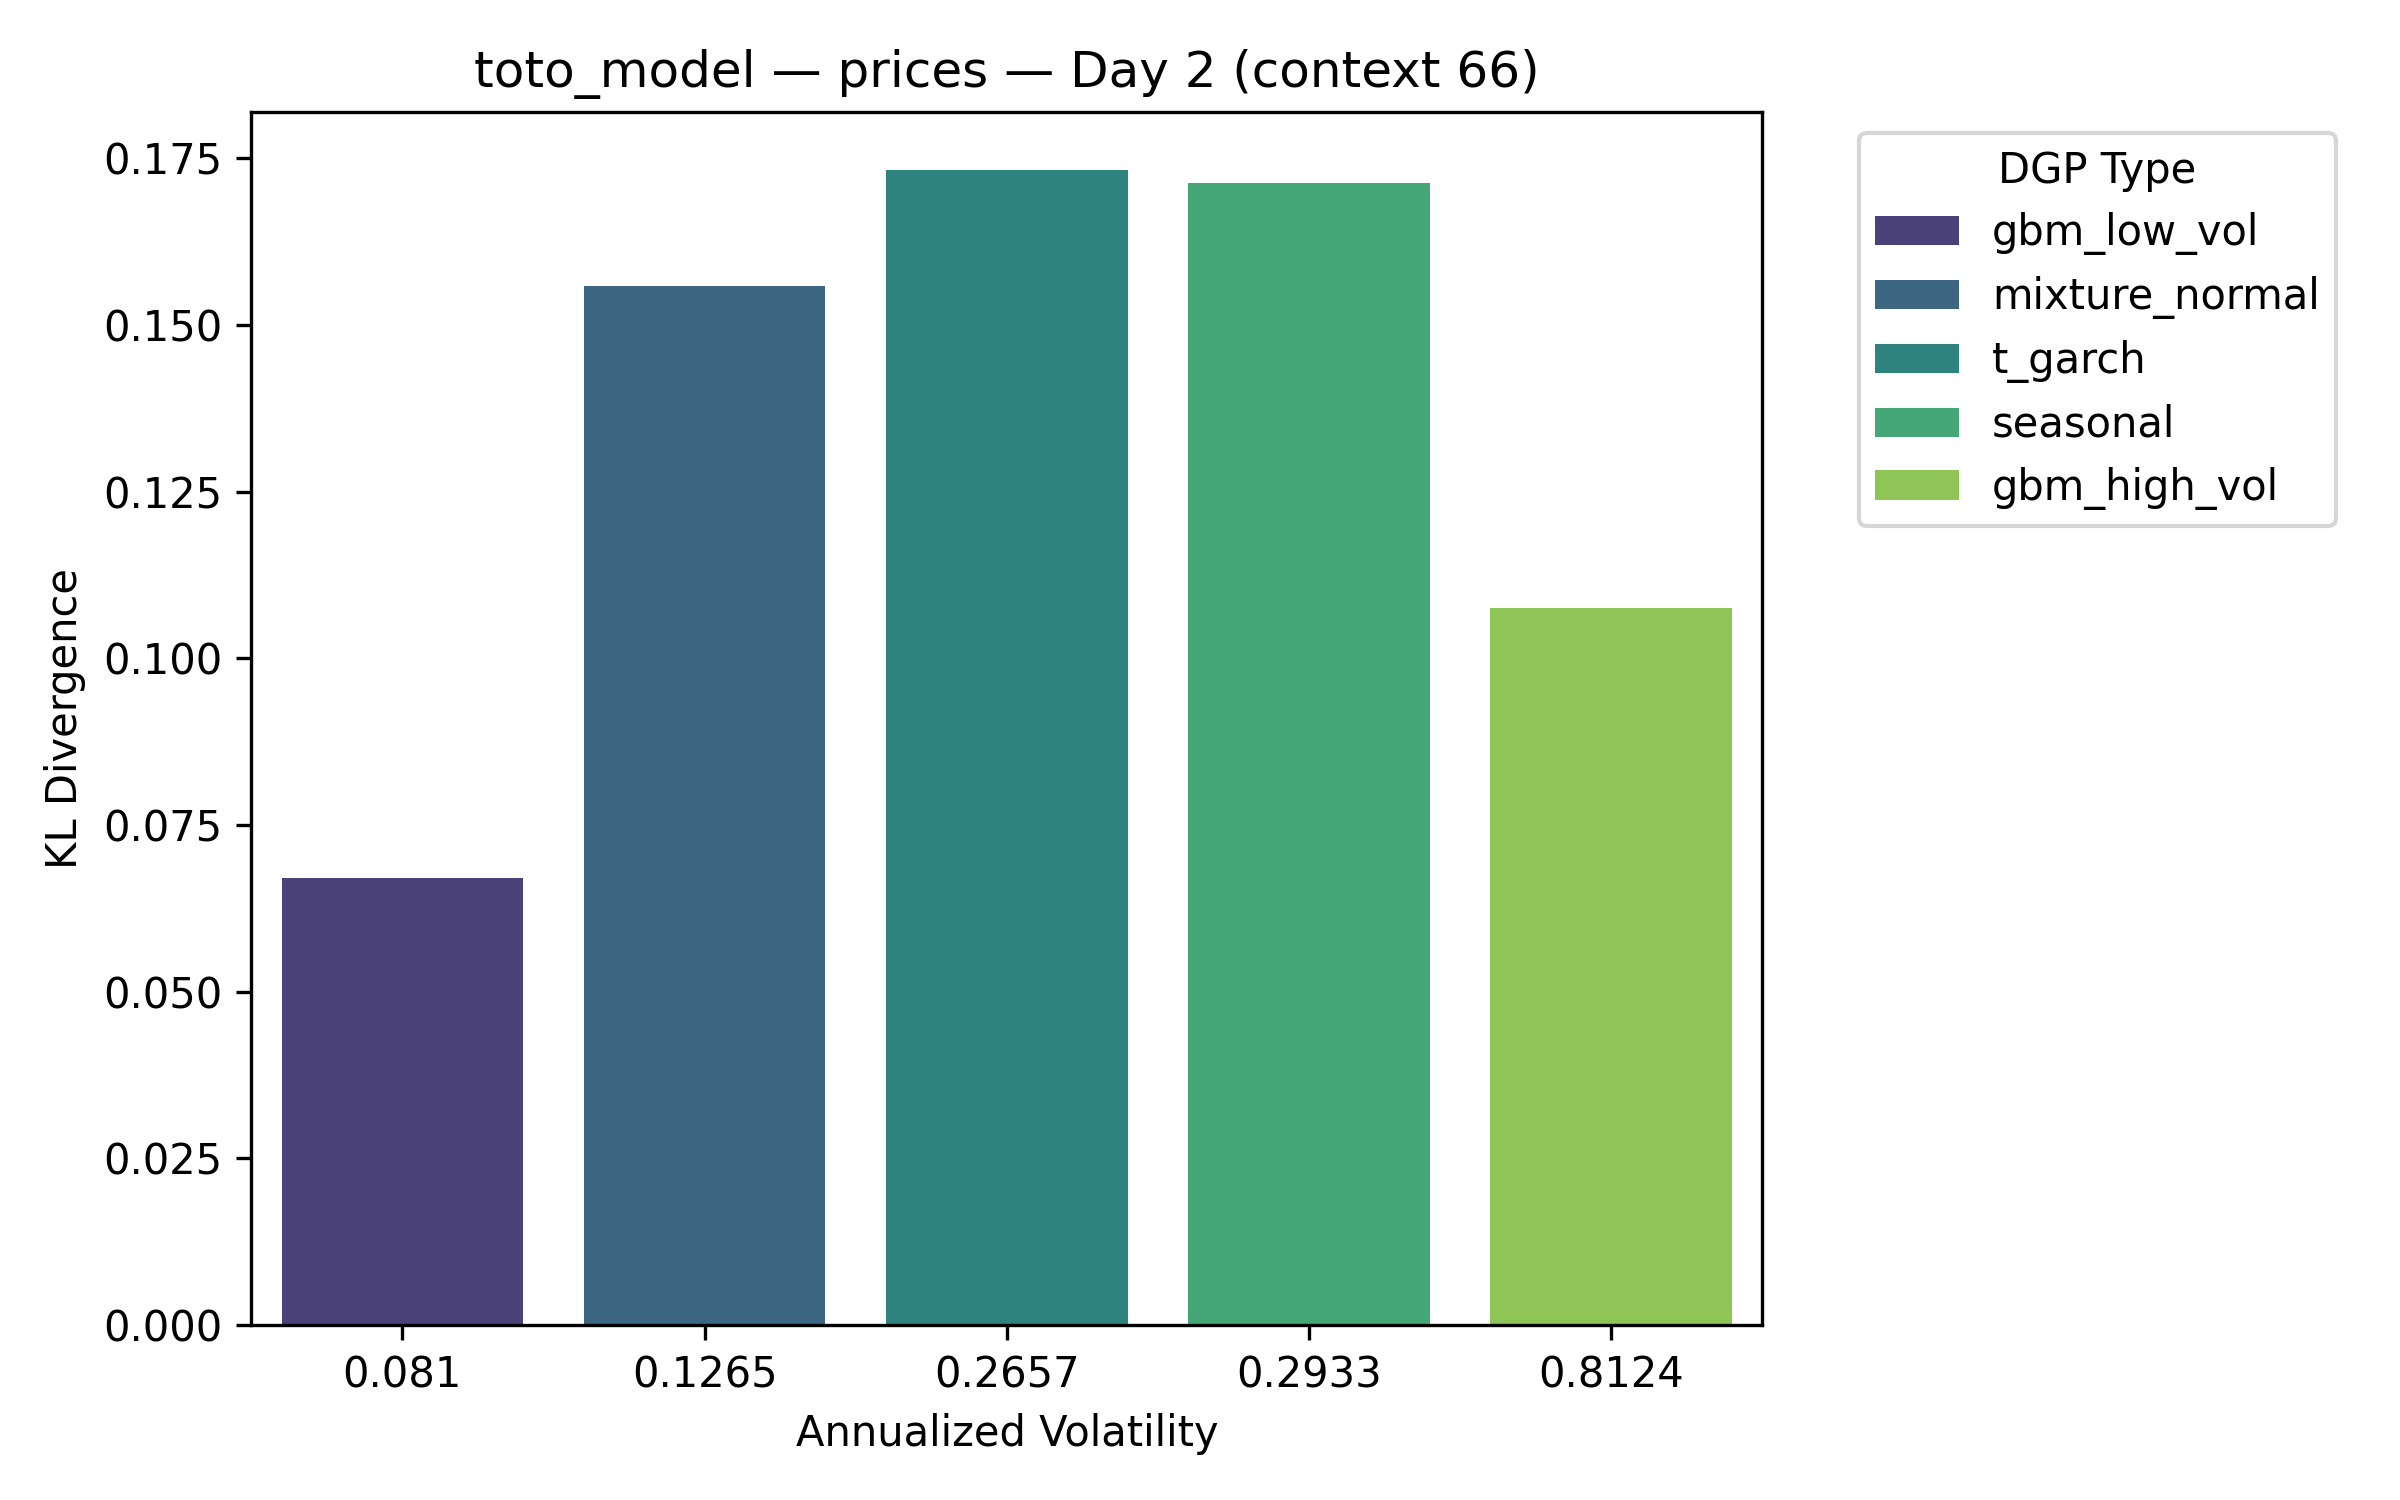 toto_model — prices — Day 2 (context 66)
KL Divergence
0.175
0.150
0.125
0.100
0.075
0.050
0.025
0.000
0.081 0.1265 0.2657 0.2933 0.8124
Annualized Volatility
DGP Type
gbm_low_vol
mixture_normal
t_garch
seasonal
gbm_high_vol